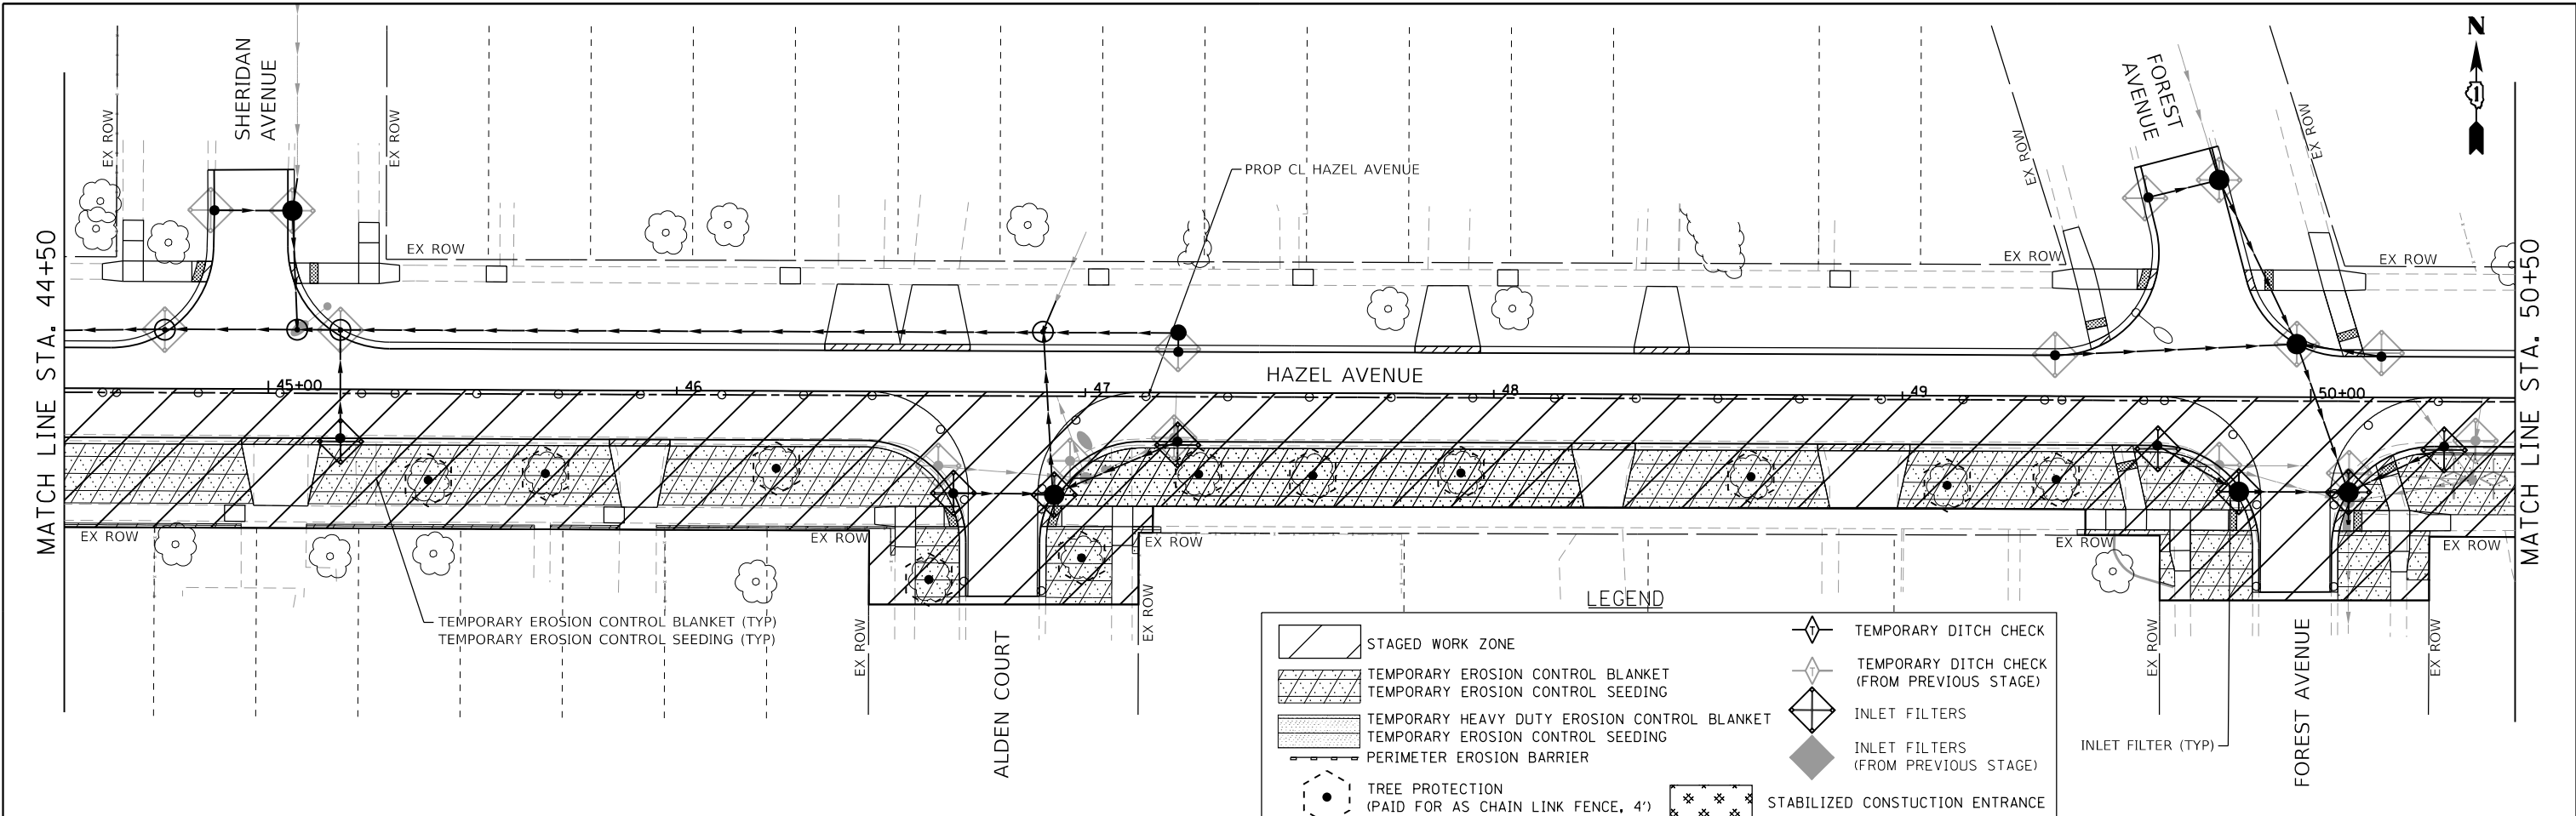 N
SHERIDAN
AVENUE
FOREST
AVENUE
EX ROW
EX ROW
EX ROW
EX ROW
PROP CL HAZEL AVENUE
EX ROW
EX ROW
EX ROW
MATCH LINE STA. 44+50
MATCH LINE STA. 50+50
HAZEL AVENUE
45+00
46
47
48
49
50+00
EX ROW
EX ROW
EX ROW
EX ROW
EX ROW
TEMPORARY EROSION CONTROL BLANKET (TYP)
TEMPORARY EROSION CONTROL SEEDING (TYP)
EX ROW
EX ROW
EX ROW
EX ROW
ALDEN COURT
FOREST AVENUE
INLET FILTER (TYP)
LEGEND
STAGED WORK ZONE
TEMPORARY EROSION CONTROL BLANKET
TEMPORARY EROSION CONTROL SEEDING
TEMPORARY HEAVY DUTY EROSION CONTROL BLANKET
TEMPORARY EROSION CONTROL SEEDING
PERIMETER EROSION BARRIER
TREE PROTECTION
(PAID FOR AS CHAIN LINK FENCE, 4')
T
TEMPORARY DITCH CHECK
T
TEMPORARY DITCH CHECK
(FROM PREVIOUS STAGE)
INLET FILTERS
INLET FILTERS
(FROM PREVIOUS STAGE)
STABILIZED CONSTUCTION ENTRANCE